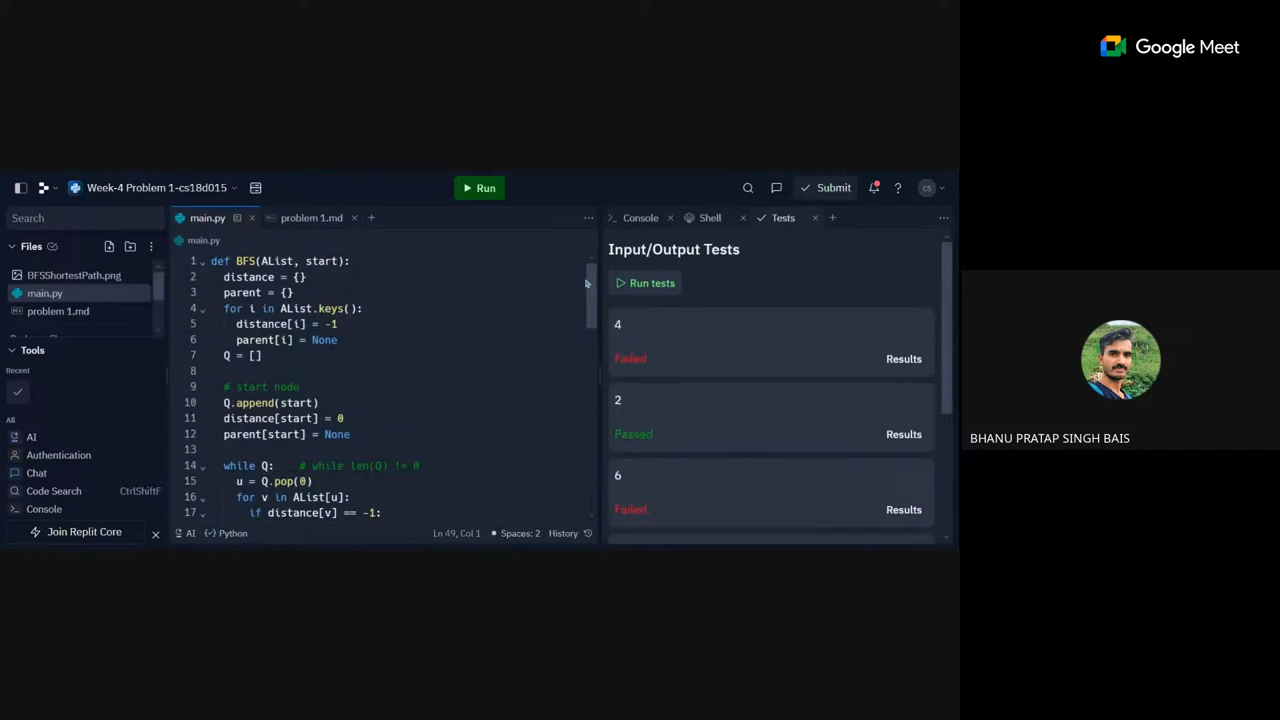 Google Meet
Week-4 Problem 1-cs18d015
Run
Submit
CS
Search
main.py
problem 1.md
Console
Shell
Tests
Files
main.py
BFSShortestPath.png
main.py
problem 1.md
Tools
Recent
All
AI
Authentication
Chat
Code Search
CtrlShiftF
Console
Join Replit Core
1 def BFS(AList, start):
2 distance = {}
3 parent = {}
4 for i in AList.keys():
5 distance[i] = -1
6 parent[i] = None
7 Q = []
8
9 # start node
10 Q.append(start)
11 distance[start] = 0
12 parent[start] = None
13
14 while Q: # while len(Q) != 0
15 u = Q.pop(0)
16 for v in AList[u]:
17 if distance[v] == -1:
AI
Python
Ln 49, Col 1
Spaces: 2
History
Input/Output Tests
Run tests
4
Failed
Results
2
Passed
Results
6
Failed
Results
BHANU PRATAP SINGH BAIS